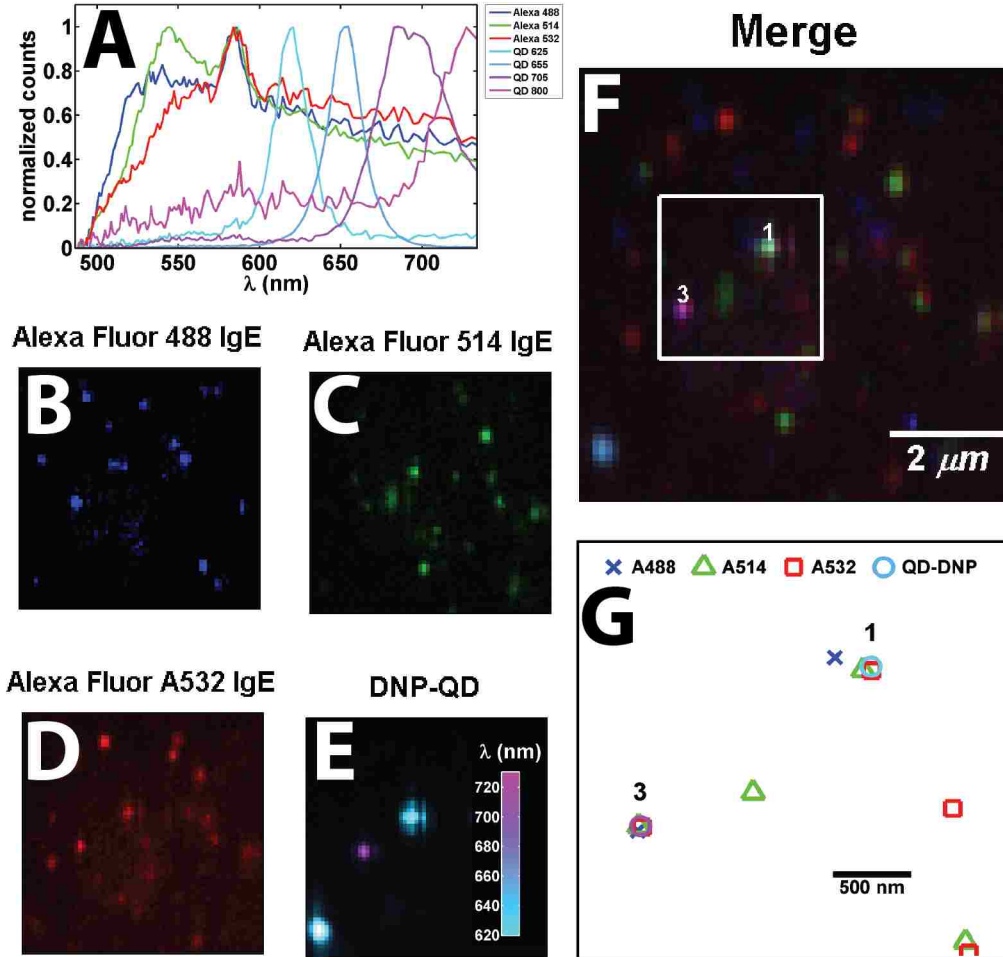 A
normalized counts
1
0.8
0.6
0.4
0.2
0
500 550 600 650 700
λ (nm)
Alexa 488
Alexa 514
Alexa 532
QD 625
QD 655
QD 705
QD 800
Merge
F
1
3
2 μm
Alexa Fluor 488 IgE
B
Alexa Fluor 514 IgE
C
Alexa Fluor A532 IgE
D
DNP-QD
E
λ (nm)
720
700
680
660
640
620
G
A488 A514 A532 QD-DNP
1
3
500 nm